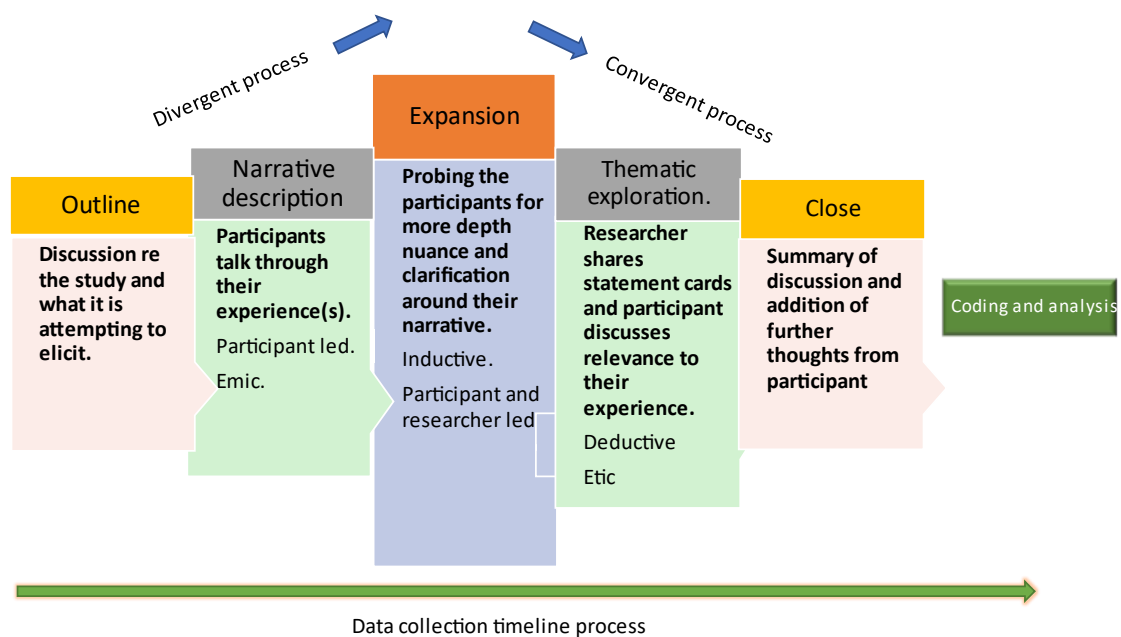 Divergent process
Convergent process
Outline
Discussion re
the study and
what it is
attempting to
elicit.
Narrative
description
Participants
talk through
their
experience(s).
Participant led.
Emic.
Expansion
Probing the
participants for
more depth
nuance and
clarification
around their
narrative.
Inductive.
Participant and
researcher led
Thematic
exploration.
Researcher
shares
statement cards
and participant
discusses
relevance to
their
experience.
Deductive
Etic
Close
Summary of
discussion and
addition of
further
thoughts from
participant
Coding and analysis
Data collection timeline process